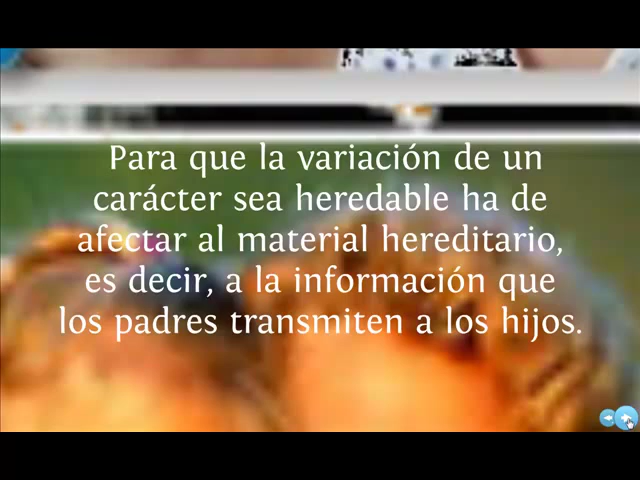 Para que la variación de un
carácter sea heredable ha de
afectar al material hereditario,
es decir, a la información que
los padres transmiten a los hijos.